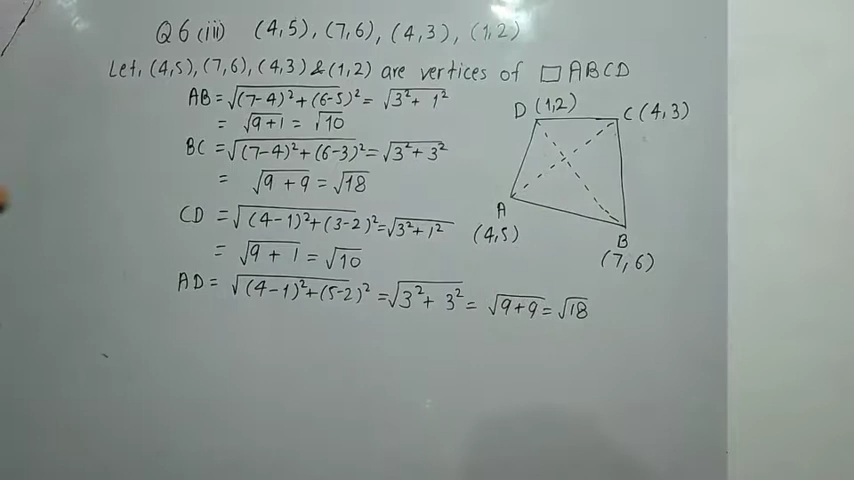 Q 6 (iii) (4,5), (7,6), (4,3), (1,2)
Let, (4,5), (7,6), (4,3) & (1,2) are vertices of □ ABCD
AB = √(7-4)²+(6-5)² = √3²+ 1²
= √9+1 = √10
BC = √(7-4)²+(6-3)² = √3²+3²
= √9+9 = √18
CD = √(4-1)²+(3-2)² = √3²+1²
= √9+1 = √10
AD = √(4-1)²+(5-2)² = √3²+ 3² = √9+9 = √18
D (1,2)
C (4,3)
A
(4,5)
B
(7,6)